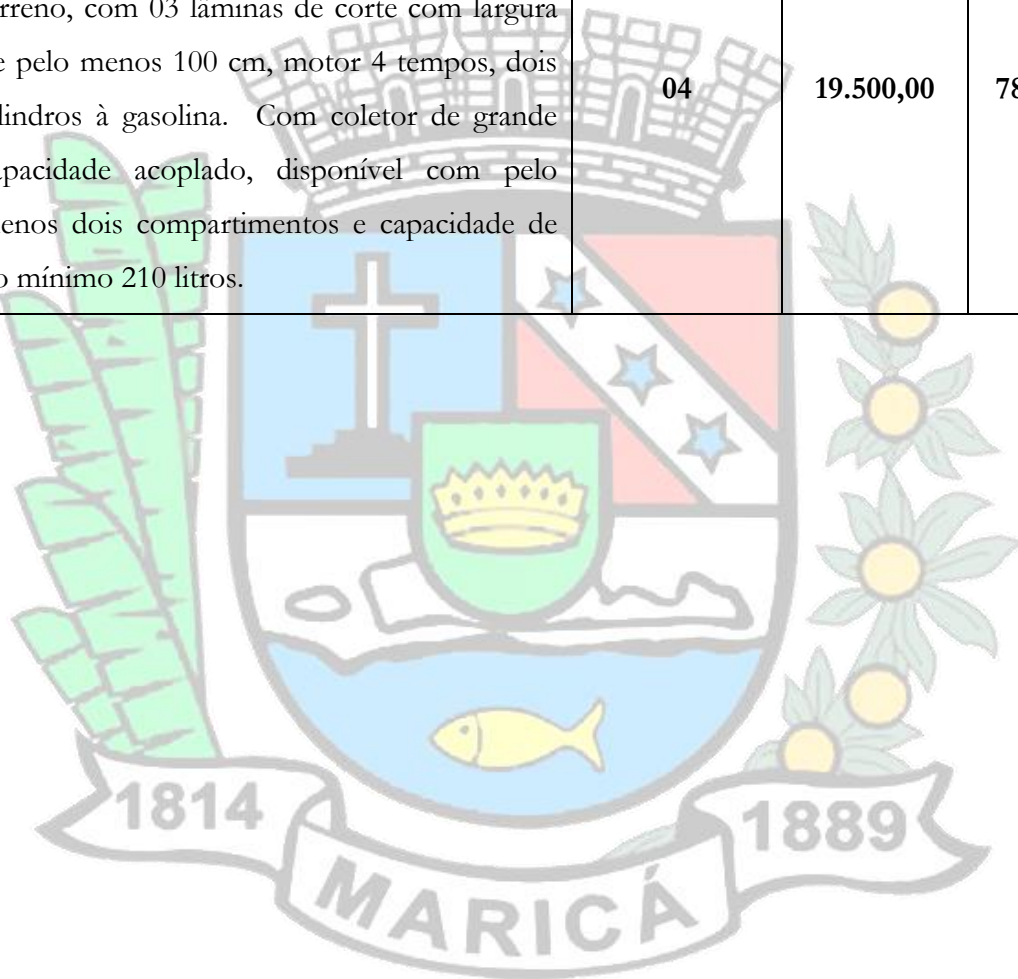 rreno, com 03 lâminas de corte com largura
e pelo menos 100 cm, motor 4 tempos, dois
lindros à gasolina. Com coletor de grande
apacidade acoplado, disponível com pelo
enos dois compartimentos e capacidade de
o mínimo 210 litros.
04
19.500,00
78
1814
1889
MARICÁ